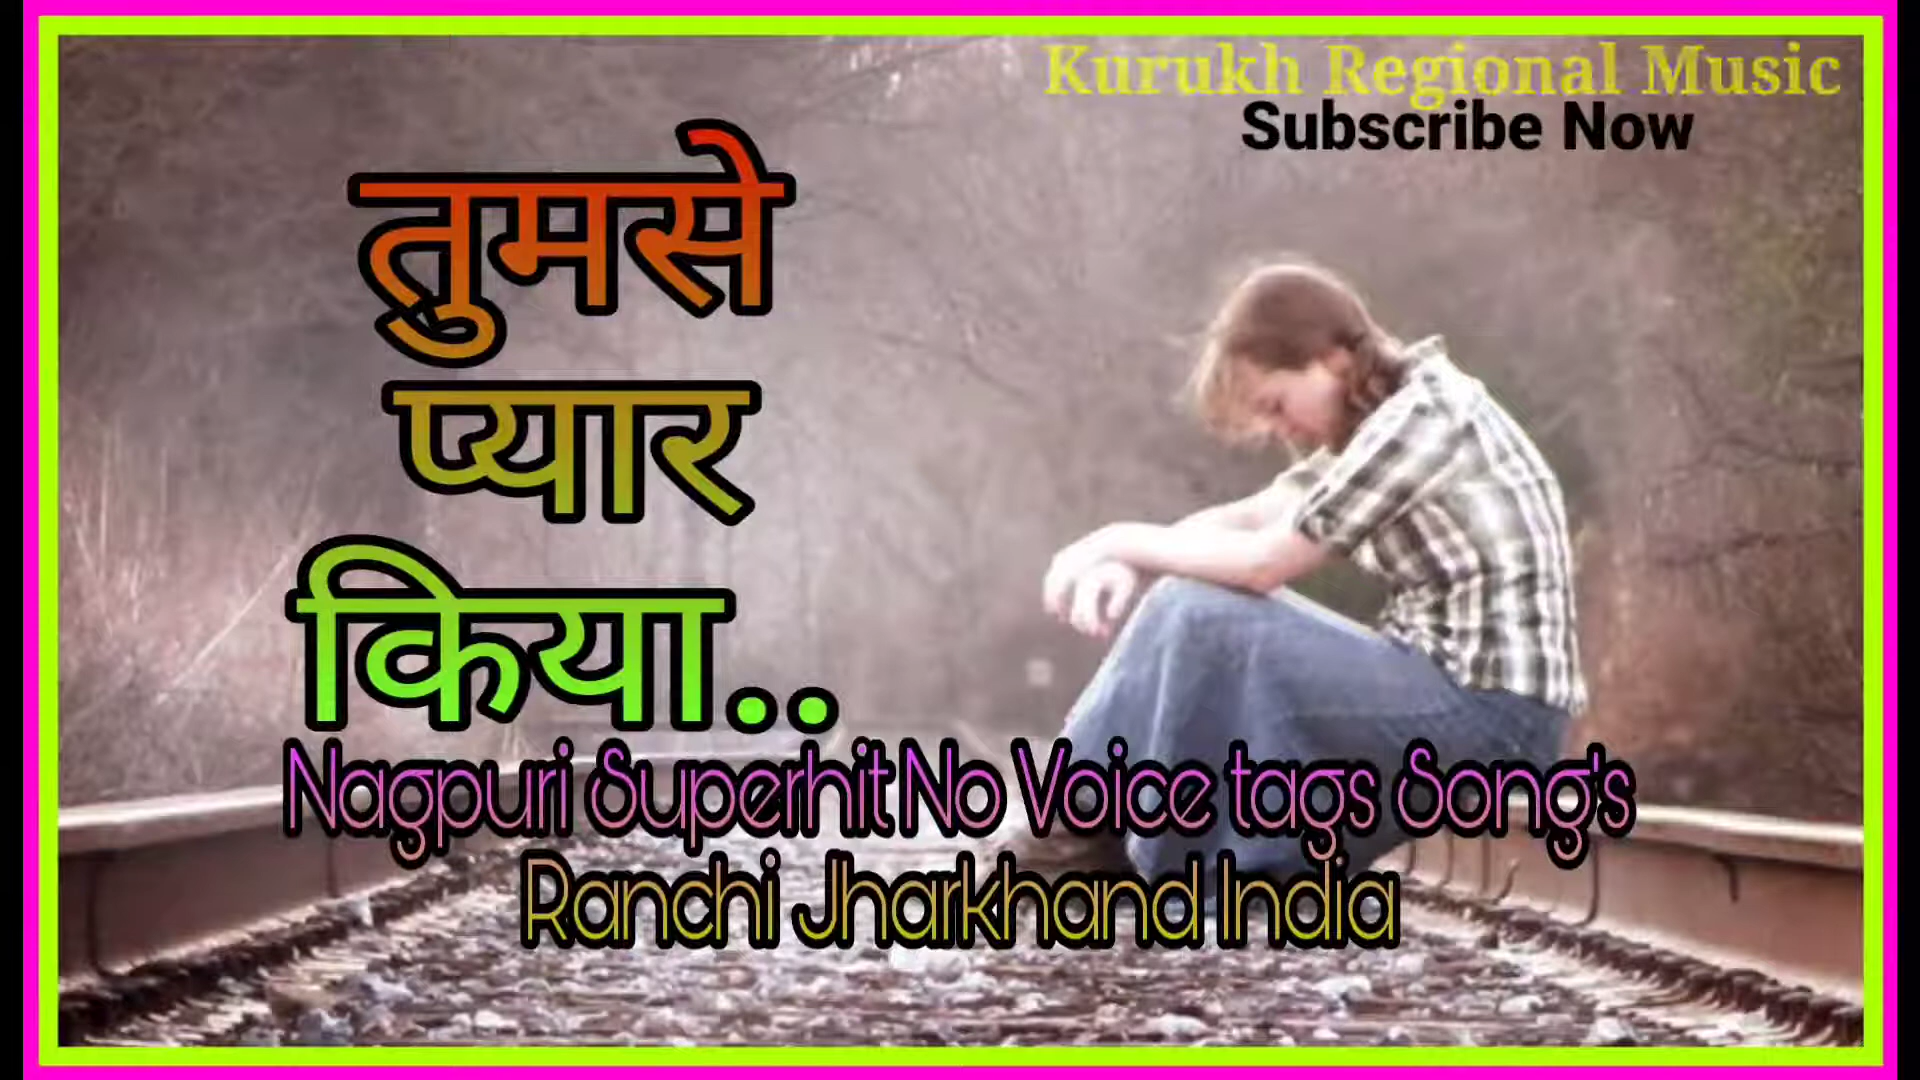 Kurukh Regional Music
Subscribe Now
तुमसे
प्यार
किया..
Nagpuri Superhit No Voice tags Song's
Ranchi Jharkhand India